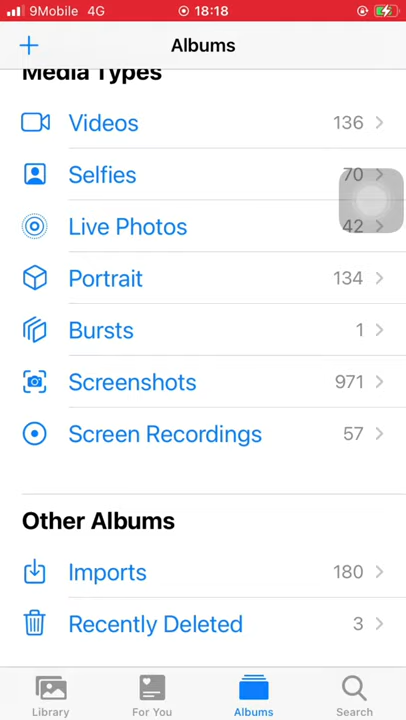 9Mobile 4G 18:18
Albums
Media Types
Videos 136
Selfies 70
Live Photos 42
Portrait 134
Bursts 1
Screenshots 971
Screen Recordings 57
Other Albums
Imports 180
Recently Deleted 3
Library For You Albums Search